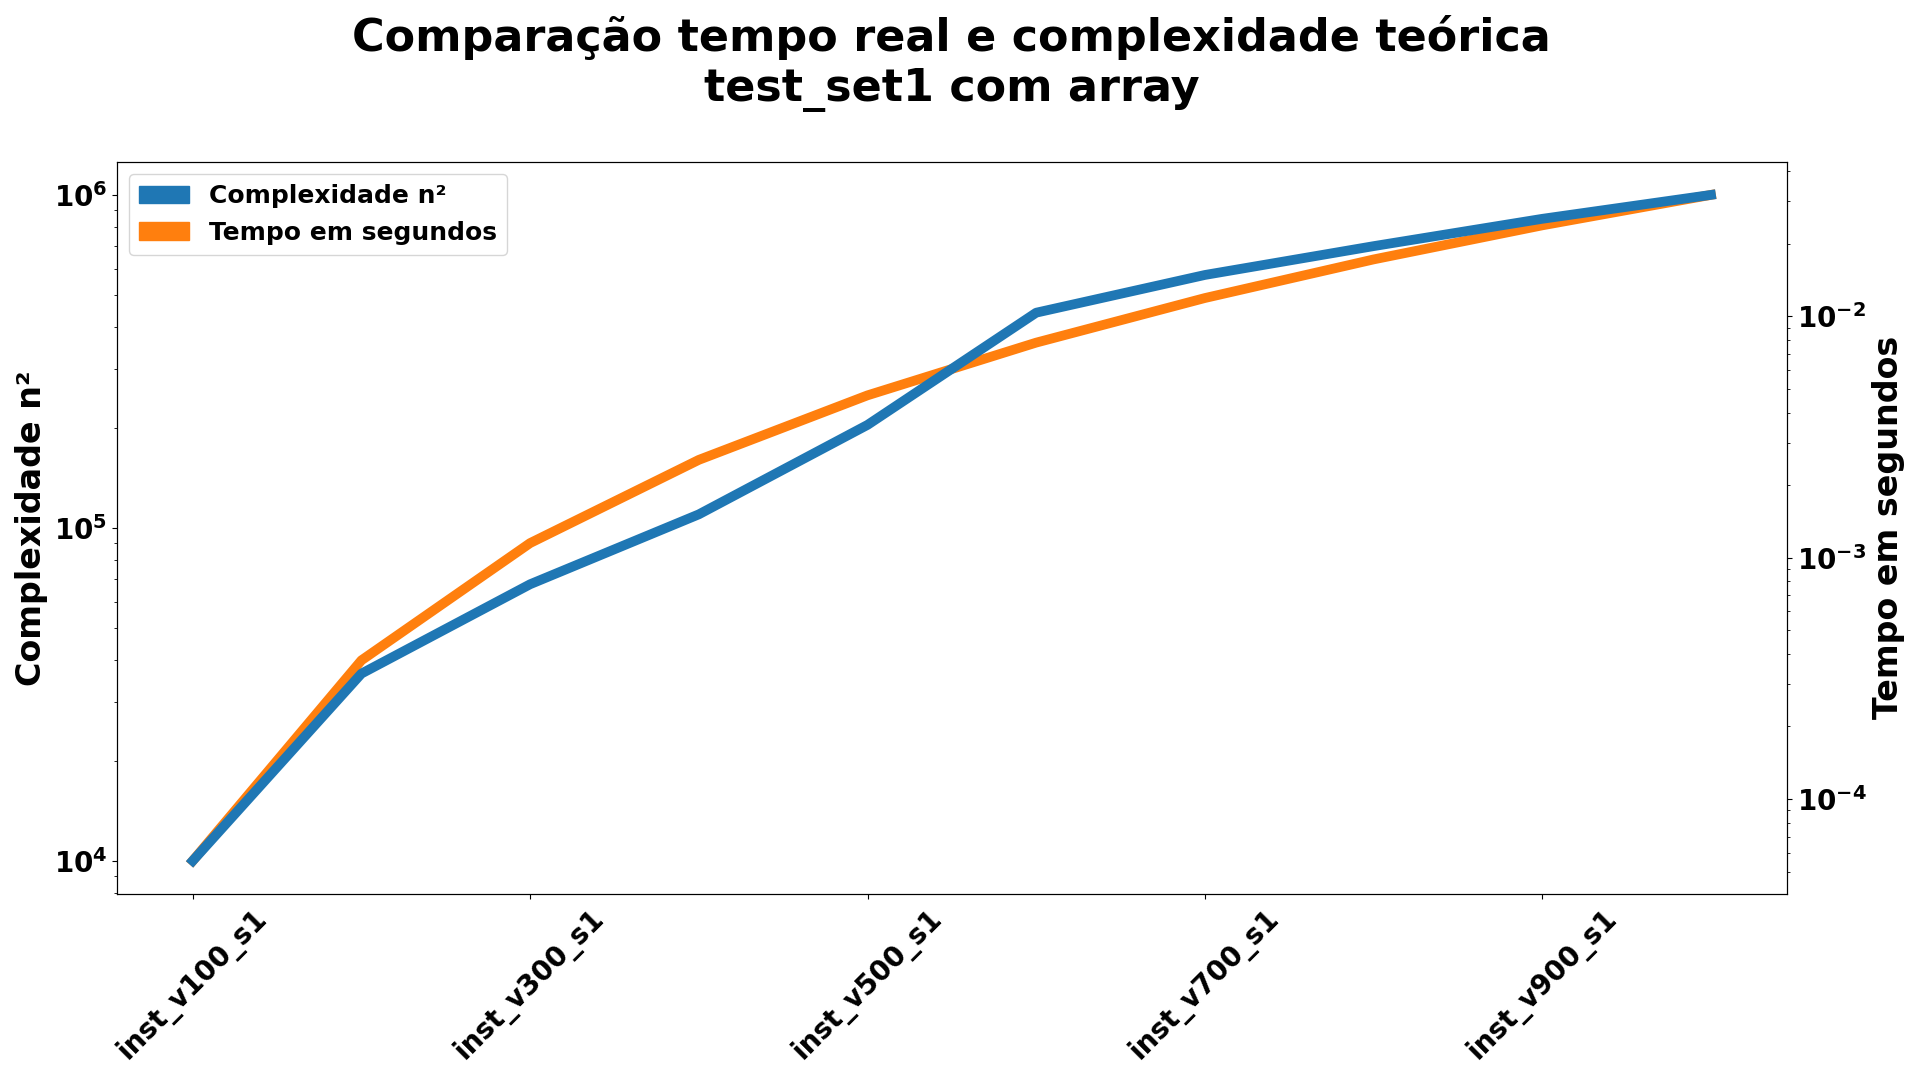 Comparação tempo real e complexidade teórica
test_set1 com array
Complexidade n²
Tempo em segundos
Complexidade n²
10⁶
10⁵
10⁴
10⁻²
10⁻³
10⁻⁴
Tempo em segundos
inst_v100_s1
inst_v300_s1
inst_v500_s1
inst_v700_s1
inst_v900_s1